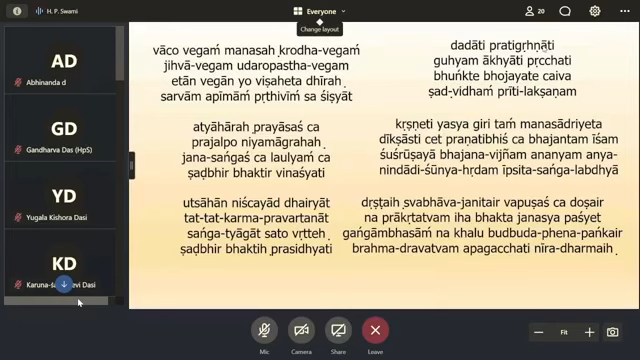 H. P. Swami
Everyone
20
Change layout
AD
Abhinanda d
GD
Gandharva Das (HpS)
YD
Yugala Kishora Dasi
KD
vāco vegaṁ manasaḥ krodha-vegaṁ
jihvā-vegam udaropastha-vegam
etān vegān yo viṣaheta dhīraḥ
sarvām apīmāṁ pṛthivīṁ sa śiṣyāt
atyāhāraḥ prayāsaś ca
prajalpo niyamāgrahaḥ
jana-saṅgaś ca laulyaṁ ca
ṣaḍbhir bhaktir vinaśyati
utsāhān niścayād dhairyāt
tat-tat-karma-pravartanāt
saṅga-tyāgāt sato vṛtteḥ
ṣaḍbhir bhaktiḥ prasidhyati
dadāti pratigṛhṇāti
guhyam ākhyāti pṛcchati
bhuṅkte bhojayate caiva
ṣaḍ-vidhaṁ prīti-lakṣaṇam
kṛṣṇeti yasya giri taṁ manasādriyeta
dīkṣāsti cet praṇatibhiś ca bhajantam īśam
śuśrūṣayā bhajana-vijñam ananyam anya-
nindādi-śūnya-hṛdam īpsita-saṅga-labdhyā
dṛṣṭaiḥ svabhāva-janitair vapuṣaś ca doṣair
na prākṛtatvam iha bhakta janasya paśyet
gaṅgāmbhasāṁ na khalu budbuda-phena-paṅkair
brahma-dravatvam apagacchati nīra-dharmaiḥ
Mic
Camera
Share
Leave
Fit